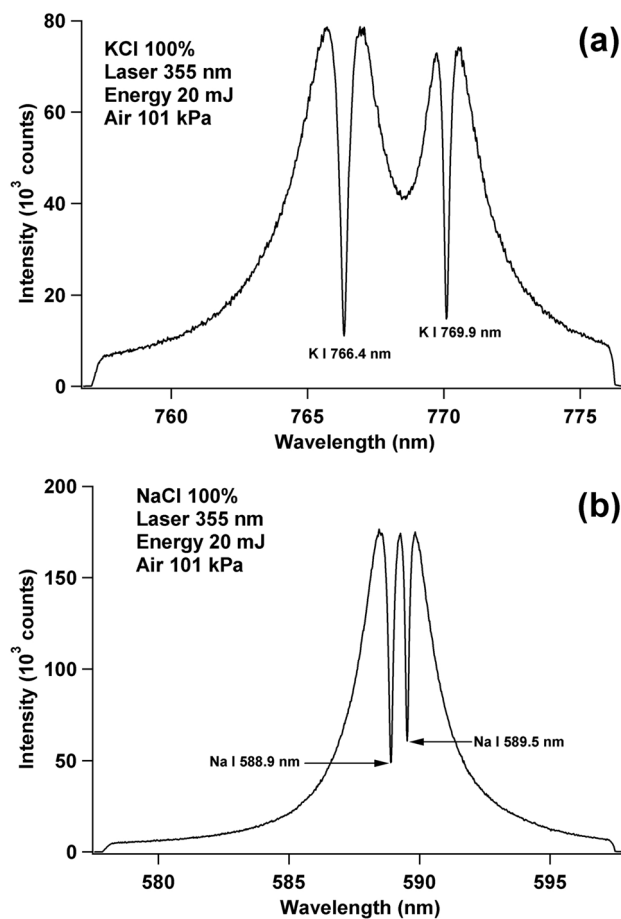 (a)
KCl 100%
Laser 355 nm
Energy 20 mJ
Air 101 kPa
80
60
40
20
0
Intensity (10³ counts)
K I 766.4 nm
K I 769.9 nm
760
765
770
775
Wavelength (nm)
(b)
NaCl 100%
Laser 355 nm
Energy 20 mJ
Air 101 kPa
200
150
100
50
0
Intensity (10³ counts)
Na I 588.9 nm
Na I 589.5 nm
580
585
590
595
Wavelength (nm)